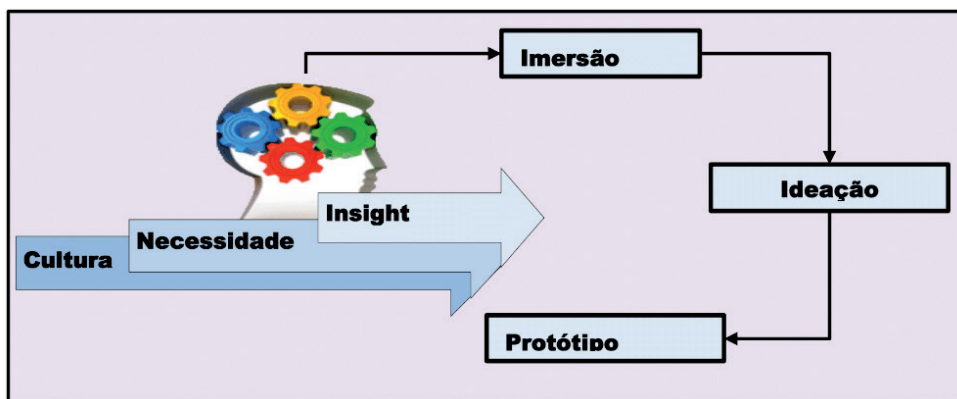 Imersão
Ideação
Insight
Necessidade
Cultura
Protótipo